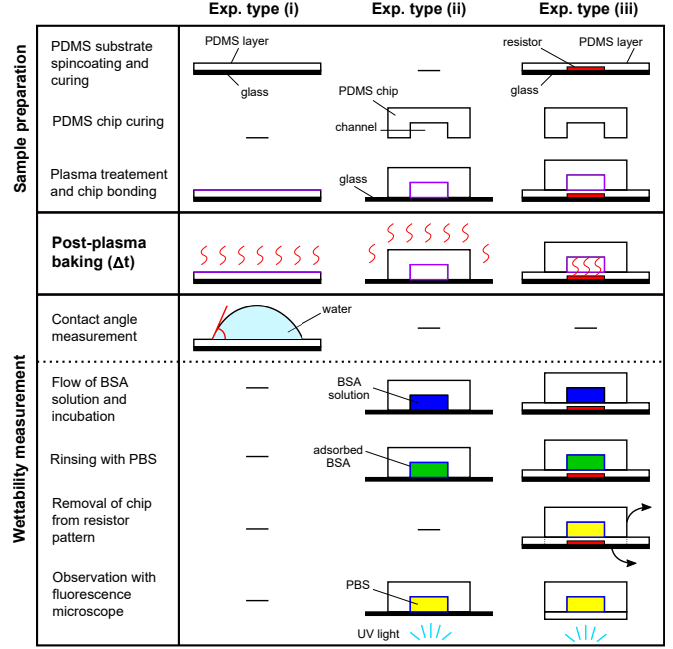 Exp. type (i)
Exp. type (ii)
Exp. type (iii)
Sample preparation
PDMS substrate
spincoating and
curing
PDMS layer
glass
—
resistor
PDMS layer
glass
PDMS chip curing
—
PDMS chip
channel
Plasma treatement
and chip bonding
glass
Post-plasma
baking (Δt)
Wettability measurement
Contact angle
measurement
water
—
—
Flow of BSA
solution and
incubation
—
BSA
solution
Rinsing with PBS
—
adsorbed
BSA
Removal of chip
from resistor
pattern
—
—
Observation with
fluorescence
microscope
—
PBS
UV light